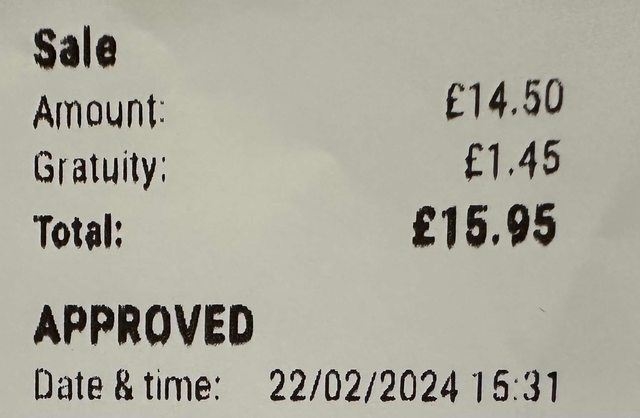 Sale
Amount: £14.50
Gratuity: £1.45
Total: £15.95
APPROVED
Date & time: 22/02/2024 15:31